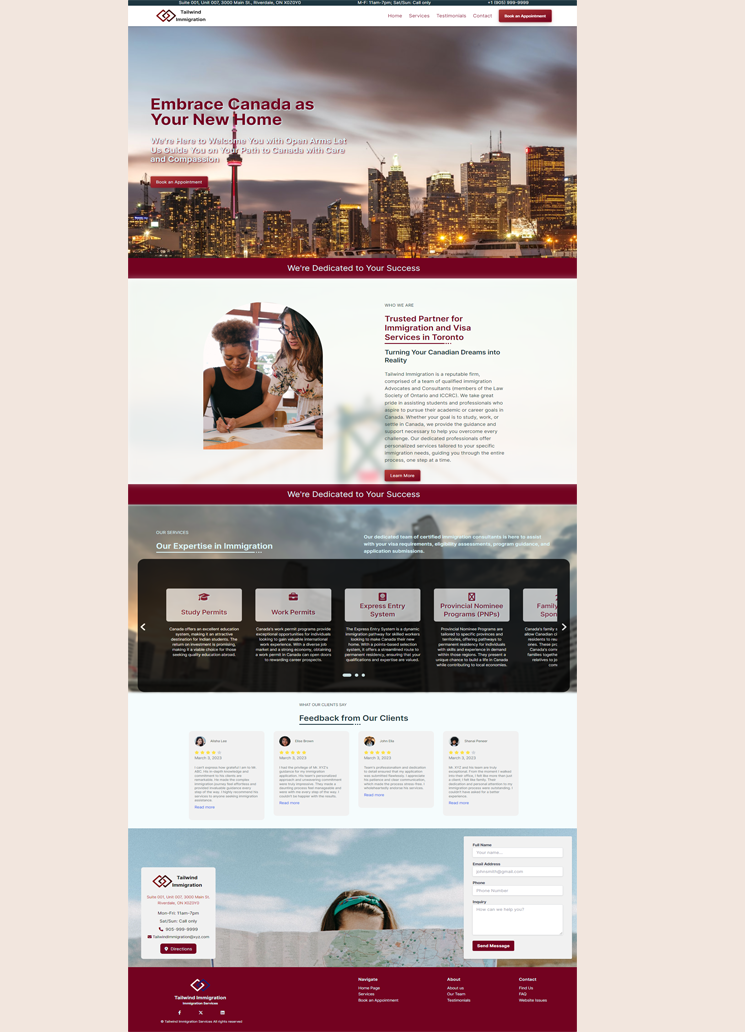 Suite 001, Unit 007, 3000 Main St., Riverdale, ON X0Z0Y0
M-F: 11am-7pm; Sat/Sun: Call only
+1 (905) 999-9999
Tailwind
Immigration
Home Services Testimonials Contact Book an Appointment
Embrace Canada as
Your New Home
We're Here to Welcome You with Open Arms Let
Us Guide You on Your Path to Canada with Care
and Compassion
Book an Appointment
We're Dedicated to Your Success
WHO WE ARE
Trusted Partner for
Immigration and Visa
Services in Toronto
Turning Your Canadian Dreams into
Reality
Tailwind Immigration is a reputable firm,
comprised of a team of qualified Immigration
Advocates and Consultants (members of the Law
Society of Ontario and ICCRC). We take great
pride in assisting students and professionals who
aspire to pursue their academic or career goals in
Canada. Whether your goal is to study, work, or
settle in Canada, we provide the guidance and
support necessary to help you overcome every
challenge. Our dedicated professionals offer
personalized services tailored to your specific
immigration needs, guiding you through the entire
process, one step at a time.
Learn More
We're Dedicated to Your Success
OUR SERVICES
Our Expertise in Immigration
Our dedicated team of certified immigration consultants is here to assist
with your visa requirements, eligibility assessments, program guidance, and
application submissions.
Study Permits
Canada offers an excellent education
system, making it an attractive
destination for Indian students. The
return on investment is promising,
making it a viable choice for those
seeking quality education abroad.
Work Permits
Canada's work permit programs provide
exceptional opportunities for individuals
looking to gain valuable international
work experience. With a diverse job
market and a strong economy, obtaining
a work permit in Canada can open doors
to rewarding career prospects.
Express Entry
System
The Express Entry System is a dynamic
immigration pathway for skilled workers
looking to make Canada their new
home. With a points-based selection
system, it offers a streamlined route to
permanent residency, ensuring that your
qualifications and expertise are valued.
Provincial Nominee
Programs (PNPs)
Provincial Nominee Programs are
tailored to specific provinces and
territories, offering pathways to
permanent residency for individuals
with skills and experience in demand
within those regions. They present a
unique chance to build a life in Canada
while contributing to local economies.
Family
Spon
Canada's family s
allow Canadian ci
residents to reu
ones. These pro
Canada's comm
families togethe
relatives to jo
com
WHAT OUR CLIENTS SAY
Feedback from Our Clients
March 3, 2023
Read more
March 3, 2023
Read more
John Elia
March 3, 2023
Read more
March 3, 2023
Read more
Tailwind
Immigration
Suite 001, Unit 007, 3000 Main St.
Riverdale, ON X0Z0Y0
Mon-Fri: 11am-7pm
Sat/Sun: Call only
905-999-9999
TailwindImmigration@xyz.com
Directions
Full Name
Your name...
Email Address
johnsmith@gmail.com
Phone
Phone Number
Inquiry
How can we help you?
Send Message
Tailwind Immigration
Immigration Services
© Tailwind Immigration Services All rights reserved
Navigate
Home Page
Services
Book an Appointment
About
About us
Our Team
Testimonials
Contact
Find Us
FAQ
Website Issues